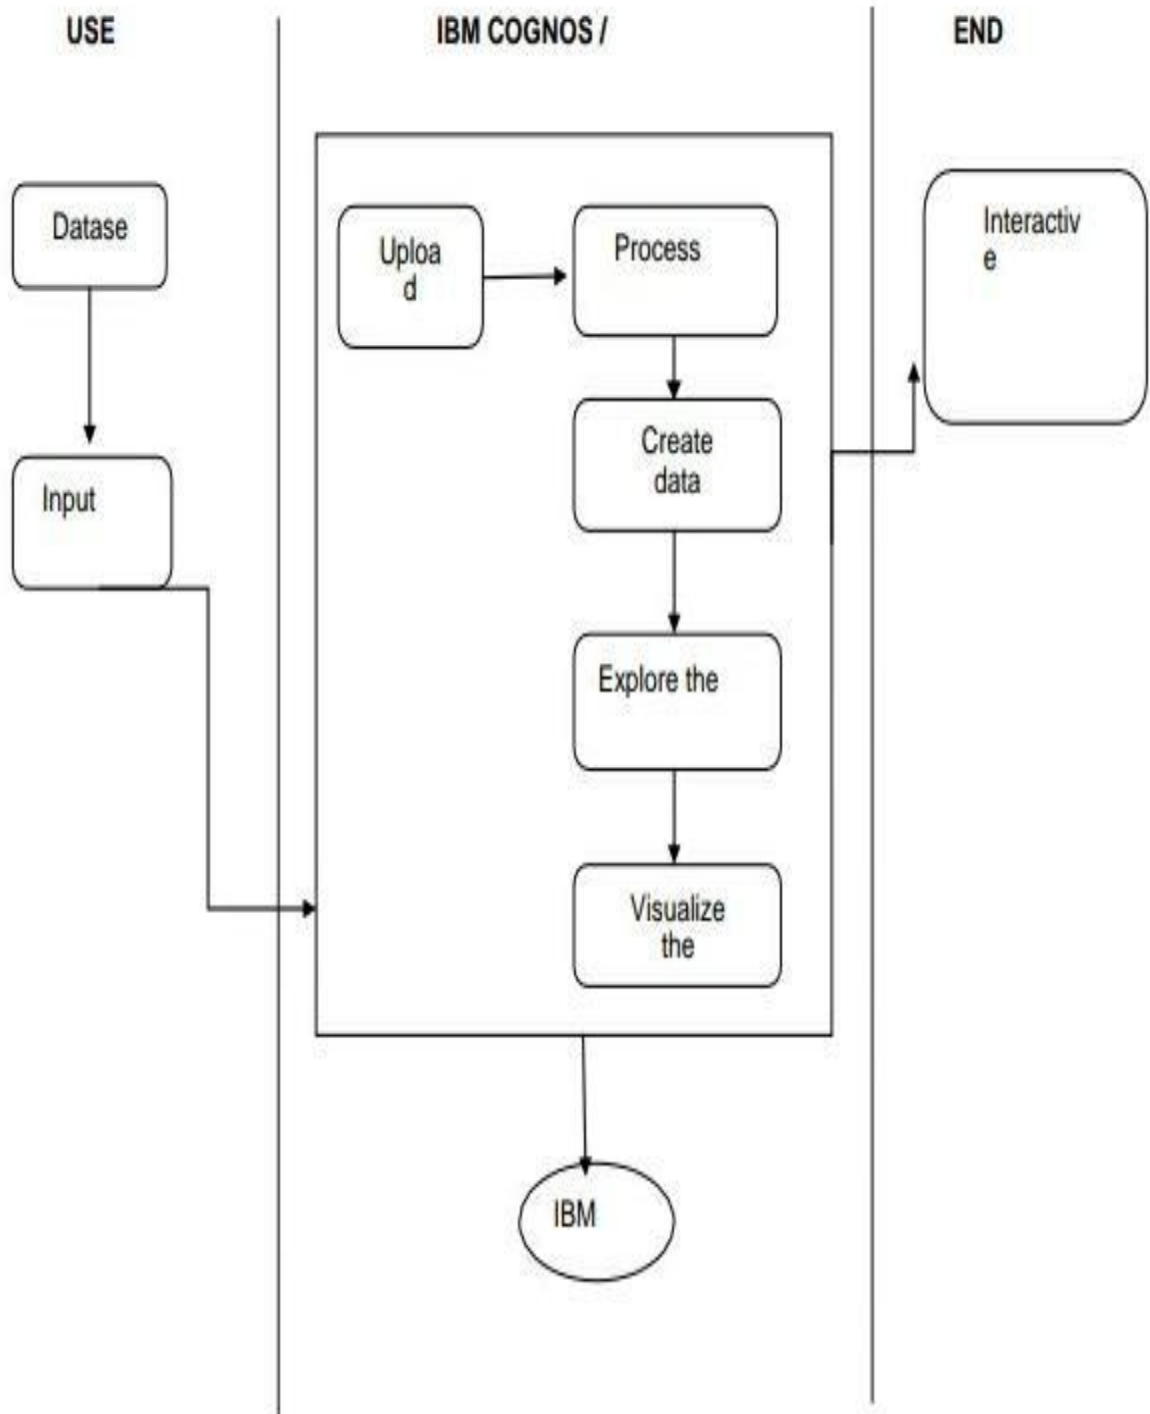 USE
IBM COGNOS /
END
Datase
Input
Uploa
d
Process
Create
data
Explore the
Visualize
the
IBM
Interactiv
e